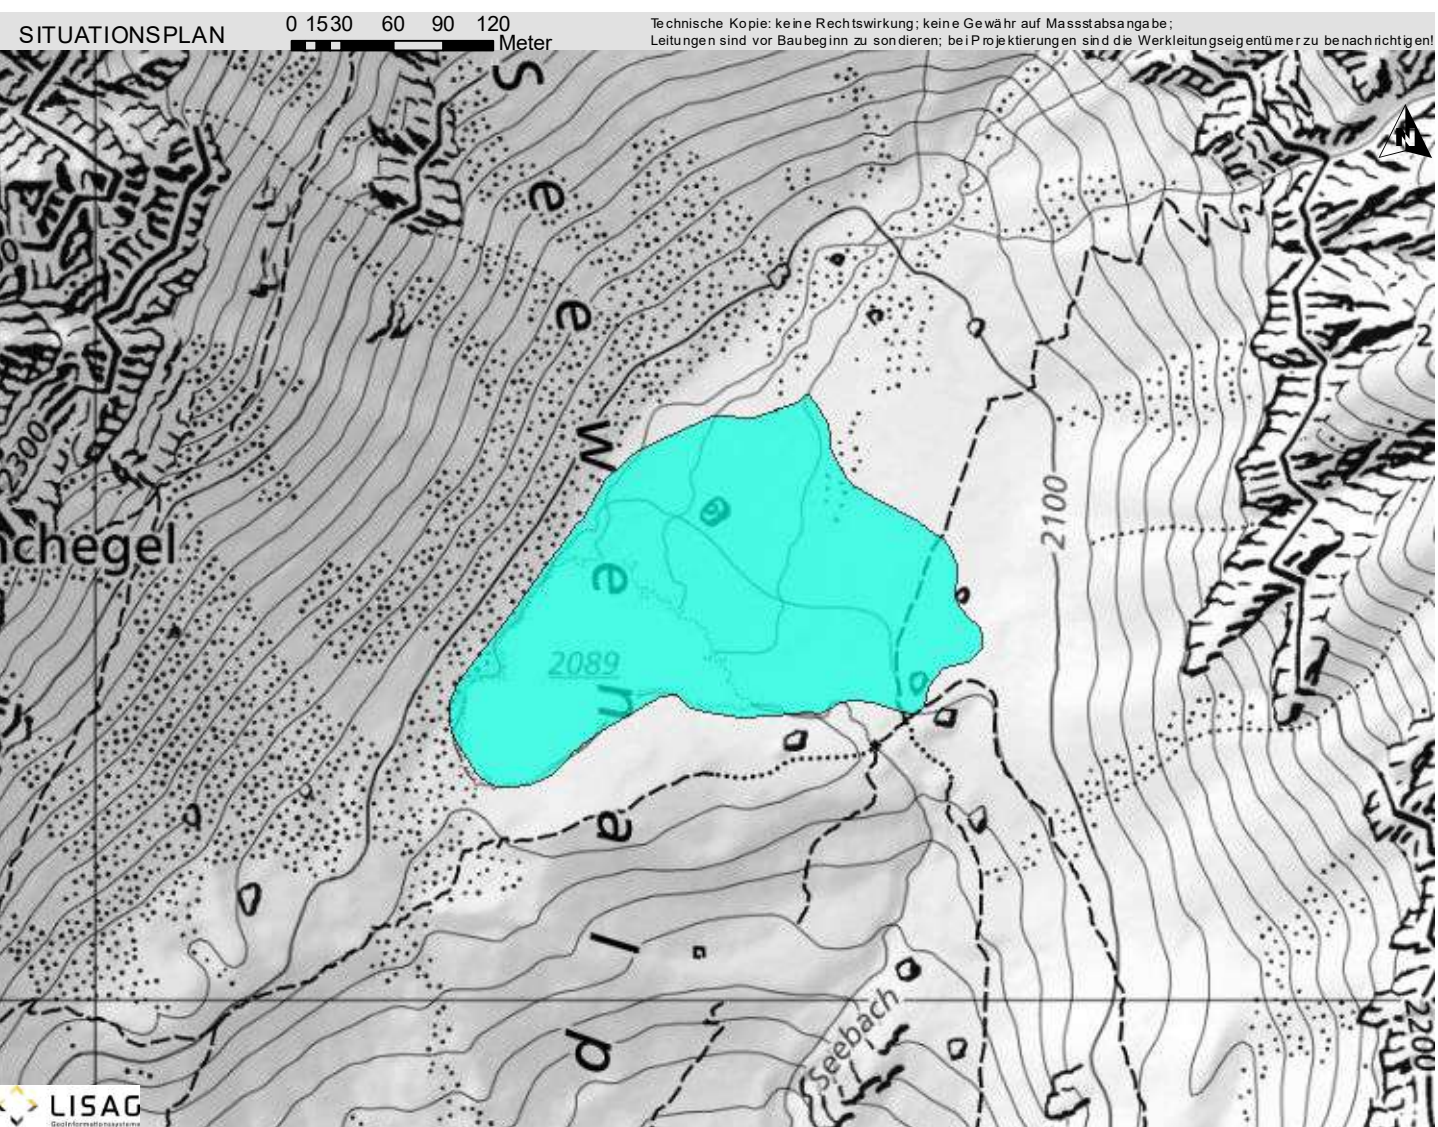 SITUATIONSPLAN
0 15 30 60 90 120
Meter
Technische Kopie: keine Rechtswirkung; keine Gewähr auf Massstabsangabe;
Leitungen sind vor Baubeginn zu sondieren; bei Projektierungen sind die Werkleitungseigentümer zu benachrichtigen!
N
S
e
e
w
e
n
a
l
p
2300
chegel
2089
2100
2200
Seebach
LISAG
Geoinformationssysteme